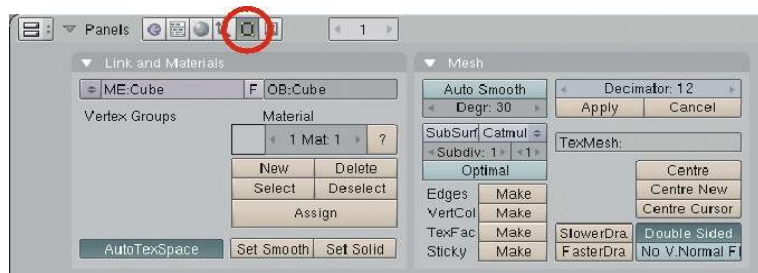 Panels 1
Link and Materials
ME:Cube F OB:Cube
Vertex Groups Material
1 Mat: 1 ?
New Delete
Select Deselect
Assign
AutoTexSpace Set Smooth Set Solid
Mesh
Auto Smooth Decimator: 12
Degr: 30 Apply Cancel
SubSurf Catmul TexMesh:
Subdiv: 1 1
Optimal Centre
Edges Make Centre New
VertCol Make Centre Cursor
TexFac Make SlowerDra Double Sided
Sticky Make FasterDra No V.Normal Fl